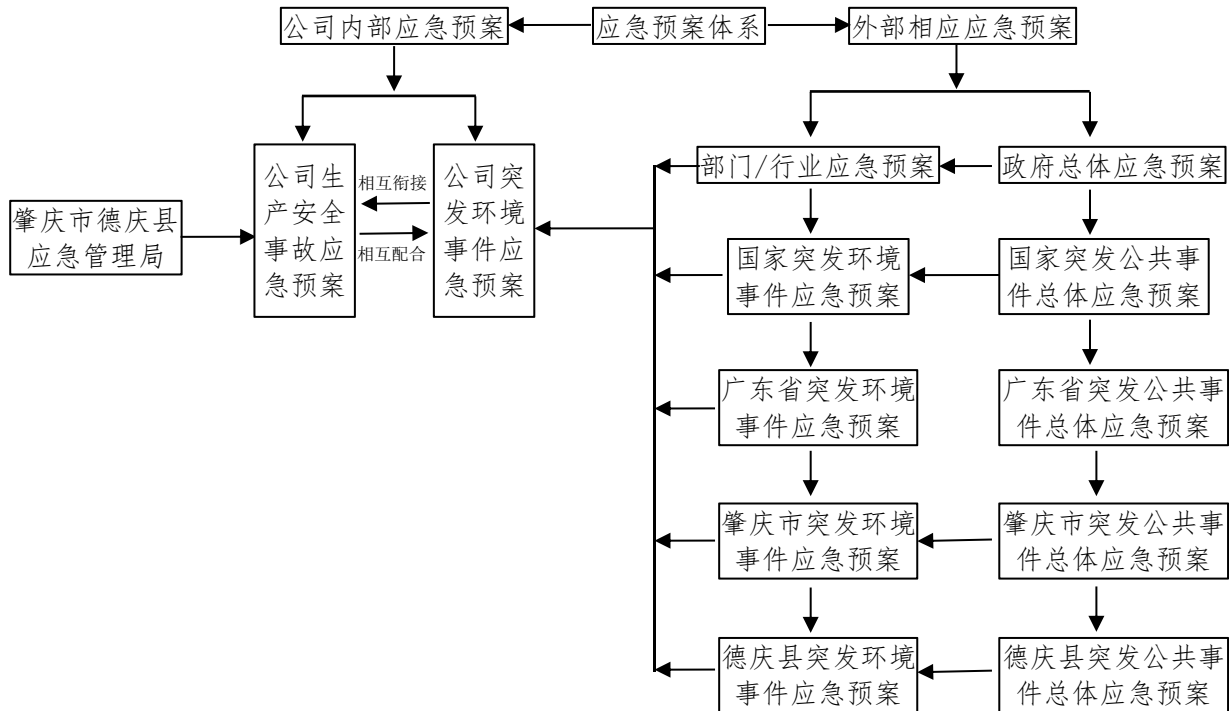 公司内部应急预案
应急预案体系
外部相应应急预案
部门/行业应急预案
政府总体应急预案
肇庆市德庆县
应急管理局
公司生
产安全
事故应
急预案
相互衔接
相互配合
公司突
发环境
事件应
急预案
国家突发环境
事件应急预案
国家突发公共事
件总体应急预案
广东省突发环境
事件应急预案
广东省突发公共事
件总体应急预案
肇庆市突发环境
事件应急预案
肇庆市突发公共事
件总体应急预案
德庆县突发环境
事件应急预案
德庆县突发公共事
件总体应急预案